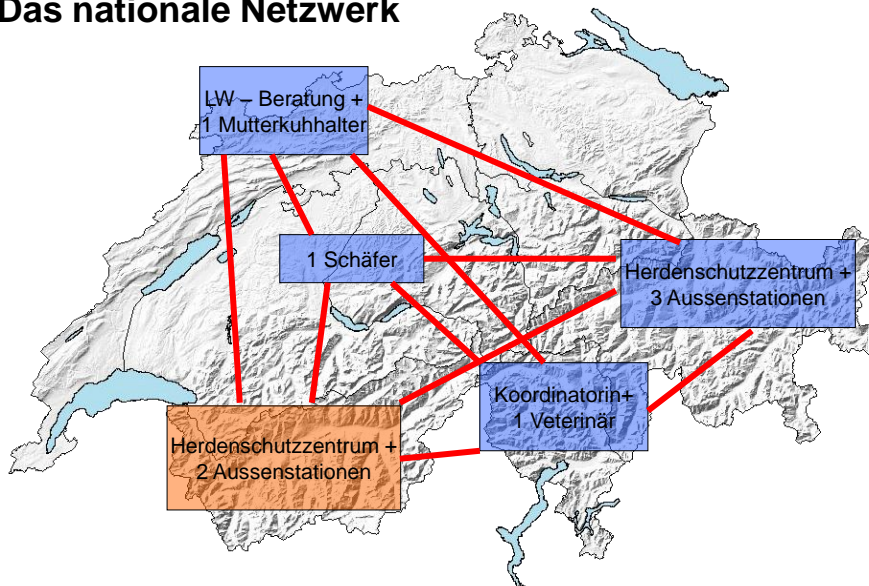 Das nationale Netzwerk
LW – Beratung +
1 Mutterkuhhalter
1 Schäfer
Herdenschutzzentrum +
3 Aussenstationen
Koordinatorin+
1 Veterinär
Herdenschutzzentrum +
2 Aussenstationen